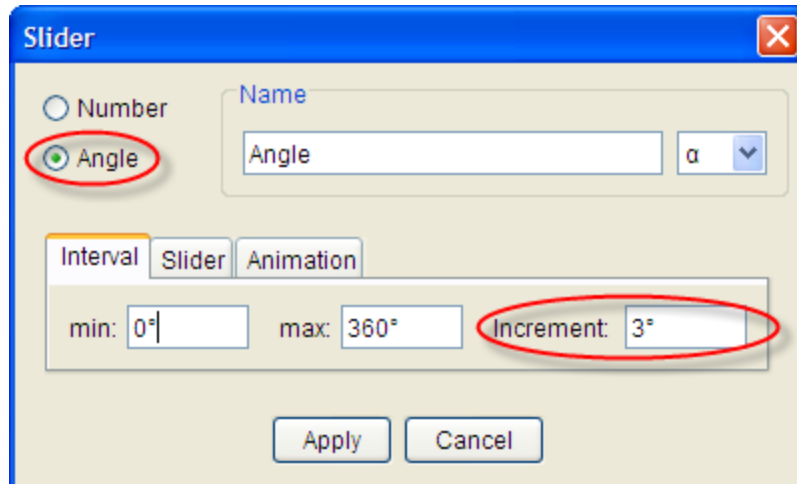 Slider
Number
Name
Angle
Angle α
Interval Slider Animation
min: 0° max: 360° Increment: 3°
Apply Cancel